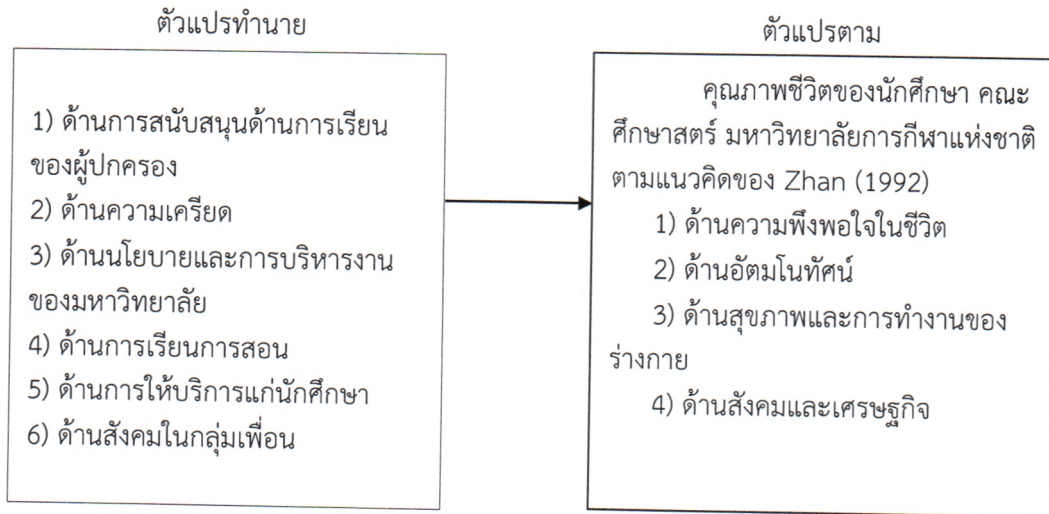 ตัวแปรทำนาย
1) ด้านการสนับสนุนด้านการเรียน
ของผู้ปกครอง
2) ด้านความเครียด
3) ด้านนโยบายและการบริหารงาน
ของมหาวิทยาลัย
4) ด้านการเรียนการสอน
5) ด้านการให้บริการแก่นักศึกษา
6) ด้านสังคมในกลุ่มเพื่อน
ตัวแปรตาม
คุณภาพชีวิตของนักศึกษา คณะ
ศึกษาสตร์ มหาวิทยาลัยการกีฬาแห่งชาติ
ตามแนวคิดของ Zhan (1992)
1) ด้านความพึงพอใจในชีวิต
2) ด้านอัตมโนทัศน์
3) ด้านสุขภาพและการทำงานของ
ร่างกาย
4) ด้านสังคมและเศรษฐกิจ